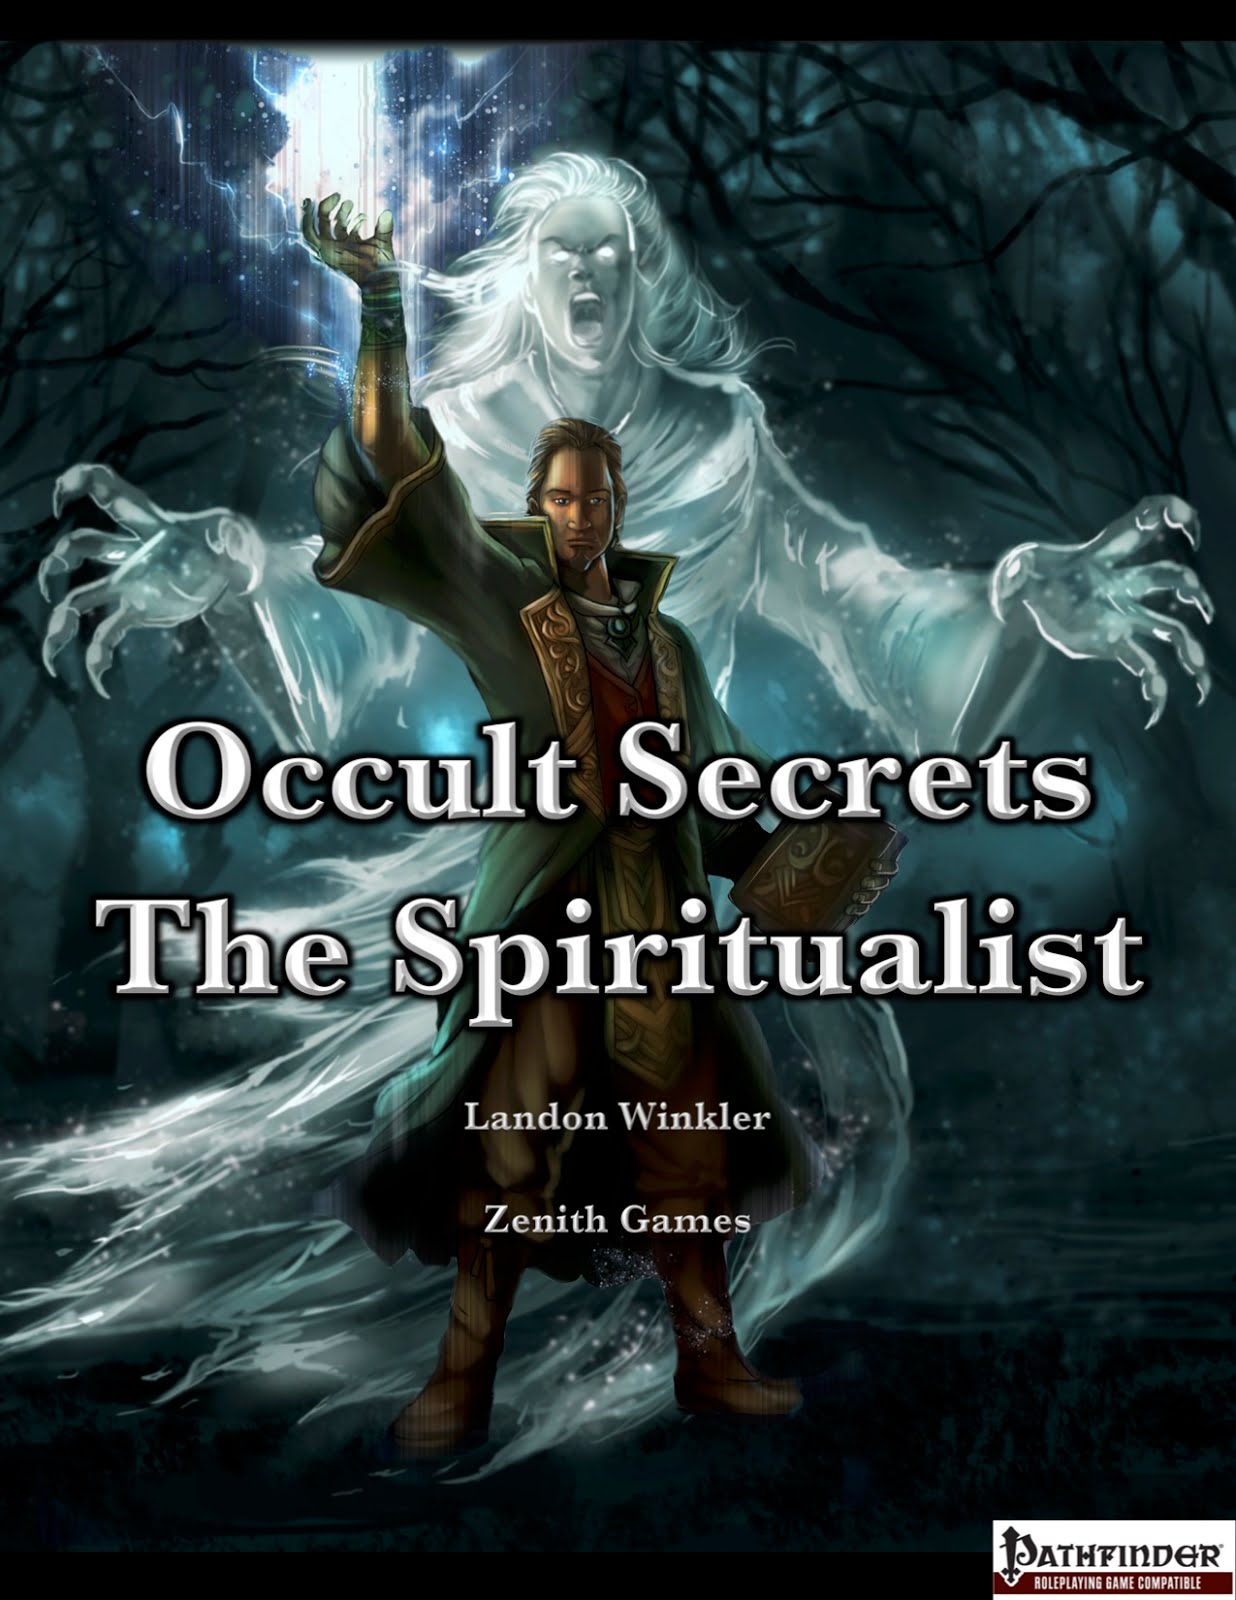 Occult Secrets
The Spiritualist
Landon Winkler
Zenith Games
PATHFINDER®
ROLEPLAYING GAME COMPATIBLE